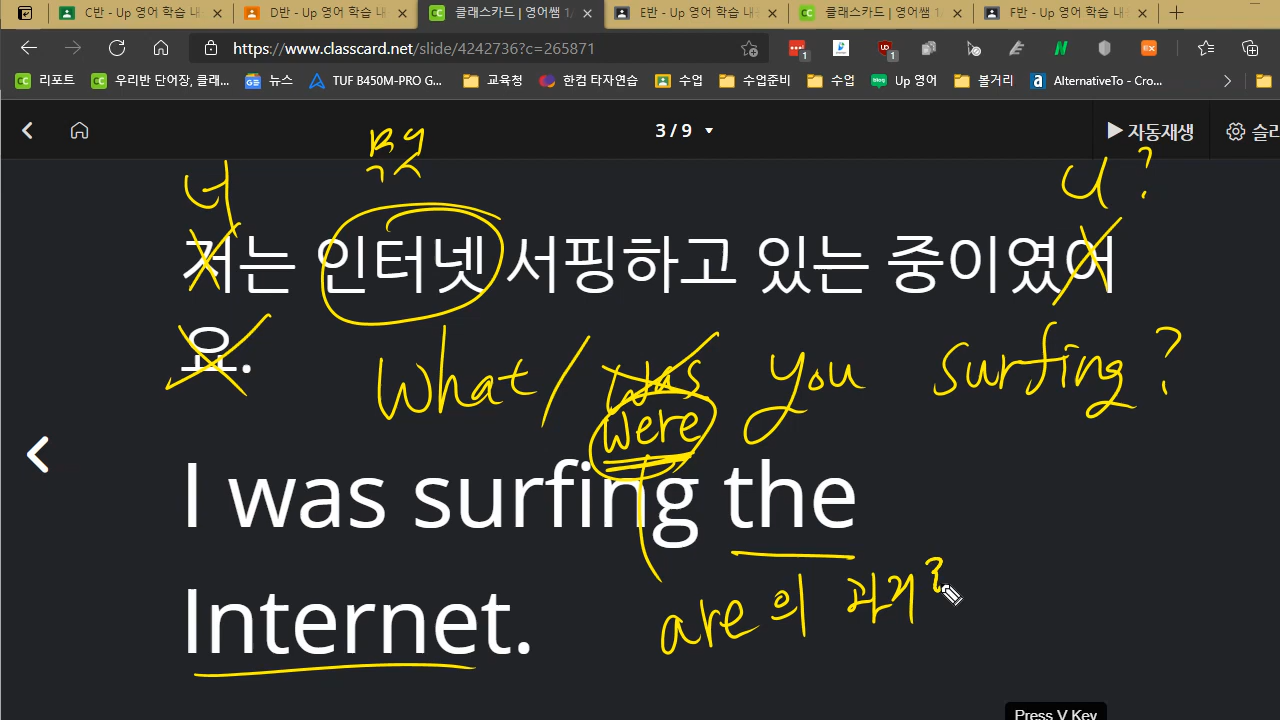 C반 - Up 영어 학습 내
D반 - Up 영어 학습 내
클래스카드 | 영어쌤 1/
E반 - Up 영어 학습 내
클래스카드 | 영어쌤 1/
F반 - Up 영어 학습 내
https://www.classcard.net/slide/4242736?c=265871
리포트
우리반 단어장, 클래...
뉴스
TUF B450M-PRO G...
교육청
한컴 타자연습
수업
수업준비
수업
Up 영어
볼거리
AlternativeTo - Cro...
3 / 9
자동재생
슬라
너
무엇
니?
저는 인터넷 서핑하고 있는 중이였어
요.
What / was you surfing?
were
I was surfing the
Internet.
are의 과거
Press V Key